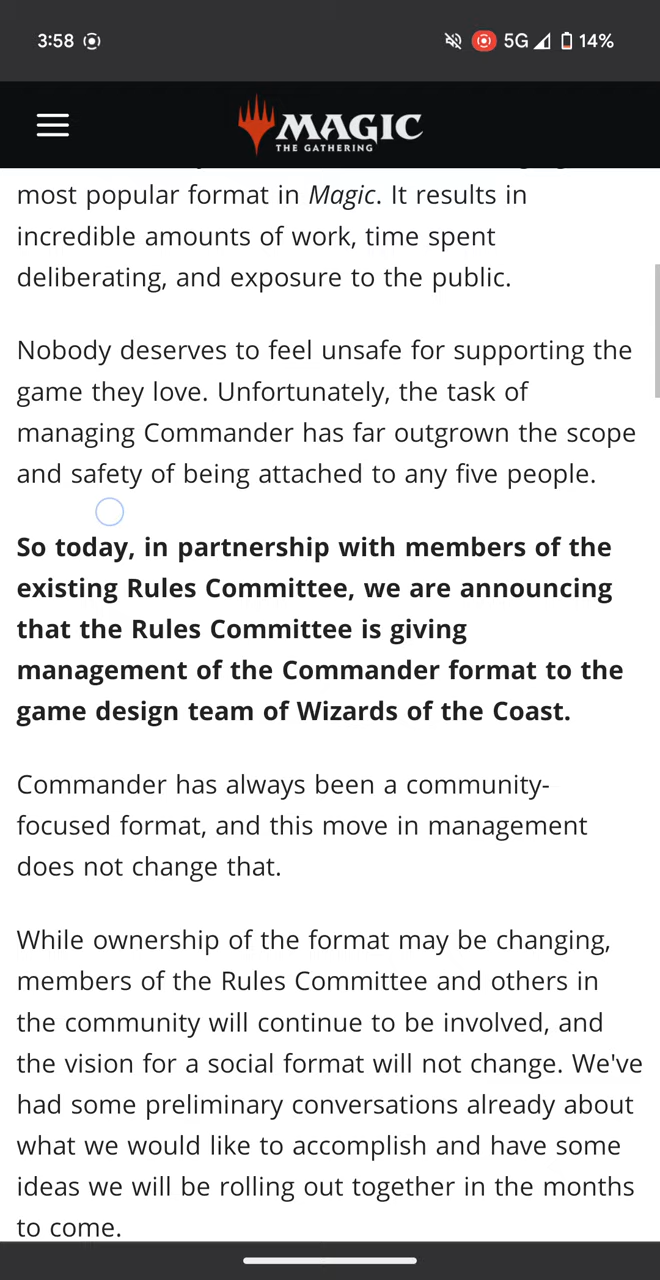 3:58
5G
14%
MAGIC
THE GATHERING
most popular format in Magic. It results in
incredible amounts of work, time spent
deliberating, and exposure to the public.
Nobody deserves to feel unsafe for supporting the
game they love. Unfortunately, the task of
managing Commander has far outgrown the scope
and safety of being attached to any five people.
So today, in partnership with members of the
existing Rules Committee, we are announcing
that the Rules Committee is giving
management of the Commander format to the
game design team of Wizards of the Coast.
Commander has always been a community-
focused format, and this move in management
does not change that.
While ownership of the format may be changing,
members of the Rules Committee and others in
the community will continue to be involved, and
the vision for a social format will not change. We've
had some preliminary conversations already about
what we would like to accomplish and have some
ideas we will be rolling out together in the months
to come.